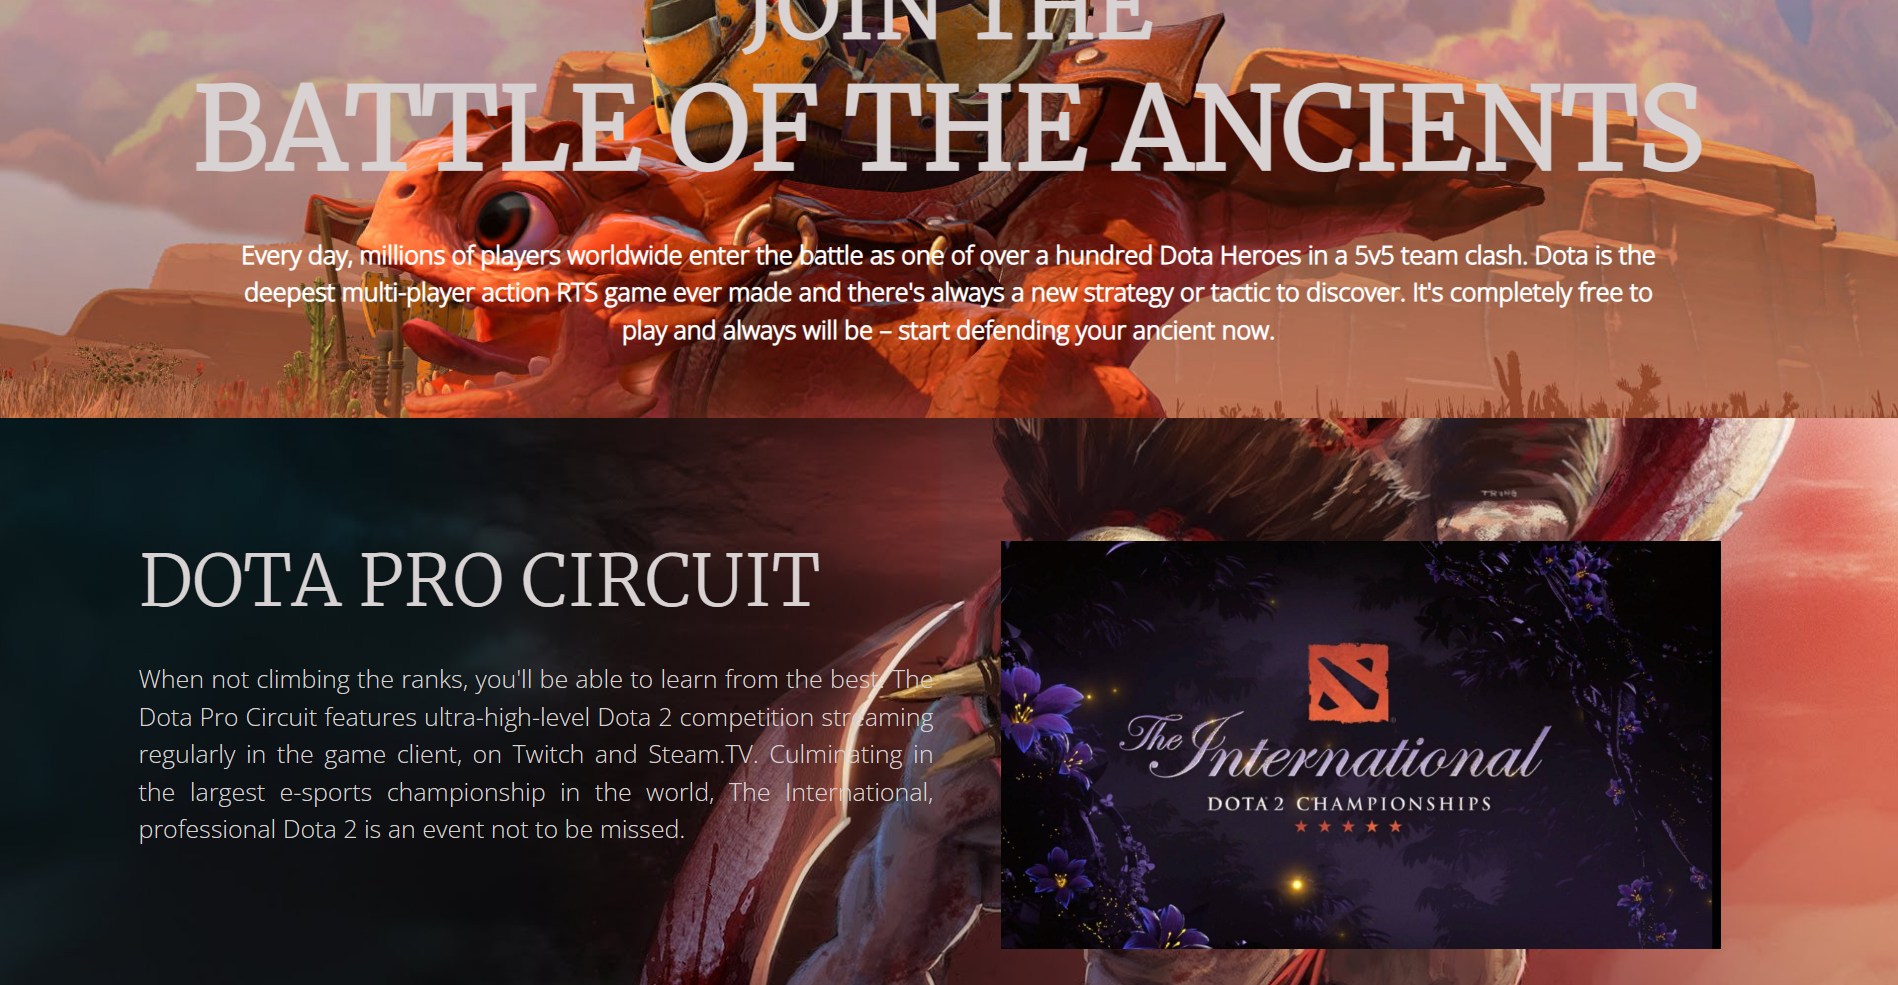 JOIN THE
BATTLE OF THE ANCIENTS
Every day, millions of players worldwide enter the battle as one of over a hundred Dota Heroes in a 5v5 team clash. Dota is the
deepest multi-player action RTS game ever made and there's always a new strategy or tactic to discover. It's completely free to
play and always will be – start defending your ancient now.
DOTA PRO CIRCUIT
When not climbing the ranks, you'll be able to learn from the best. The
Dota Pro Circuit features ultra-high-level Dota 2 competition streaming
regularly in the game client, on Twitch and Steam.TV. Culminating in
the largest e-sports championship in the world, The International,
professional Dota 2 is an event not to be missed.
The International
DOTA 2 CHAMPIONSHIPS